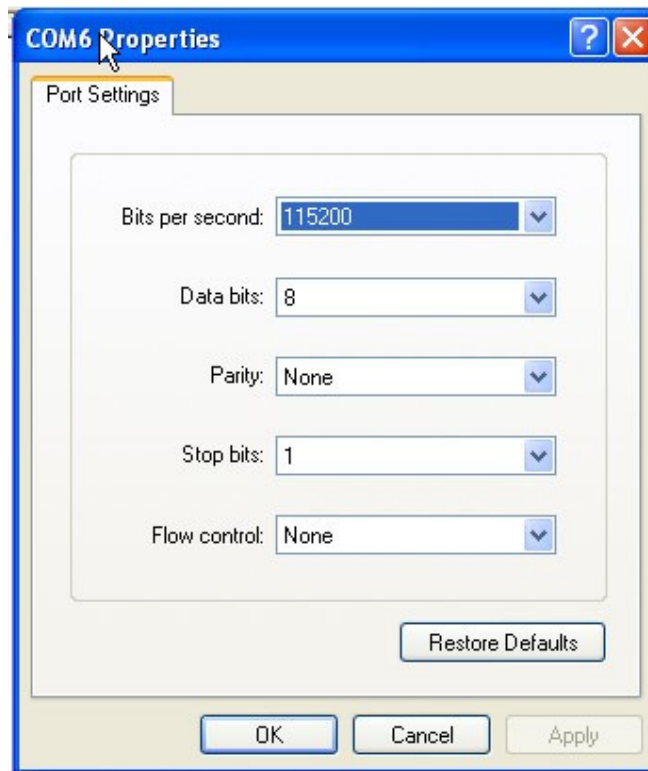 COM6 Properties
Port Settings
Bits per second: 115200
Data bits: 8
Parity: None
Stop bits: 1
Flow control: None
Restore Defaults
OK Cancel Apply